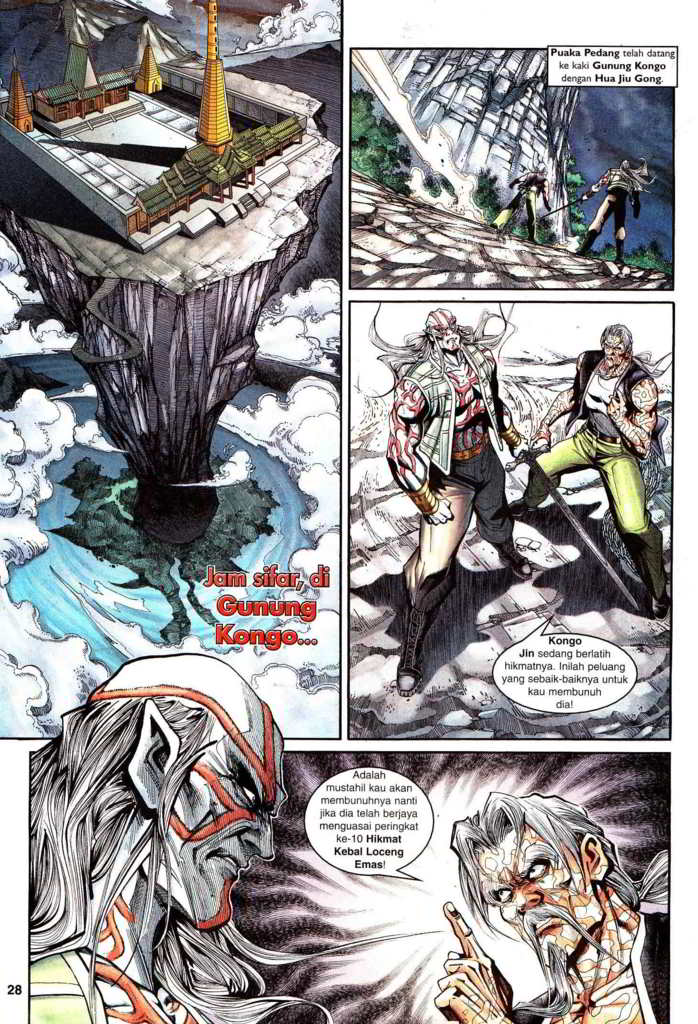 Jam sifar, di
Gunung
Kongo...
Puaka Pedang telah datang
ke kaki Gunung Kongo
dengan Hua Jiu Gong.
Kongo
Jin sedang berlatih
hikmatnya. Inilah peluang
yang sebaik-baiknya untuk
kau membunuh
dia!
Adalah
mustahil kau akan
membunuhnya nanti
jika dia telah berjaya
menguasai peringkat
ke-10 Hikmat
Kebal Loceng
Emas!
28